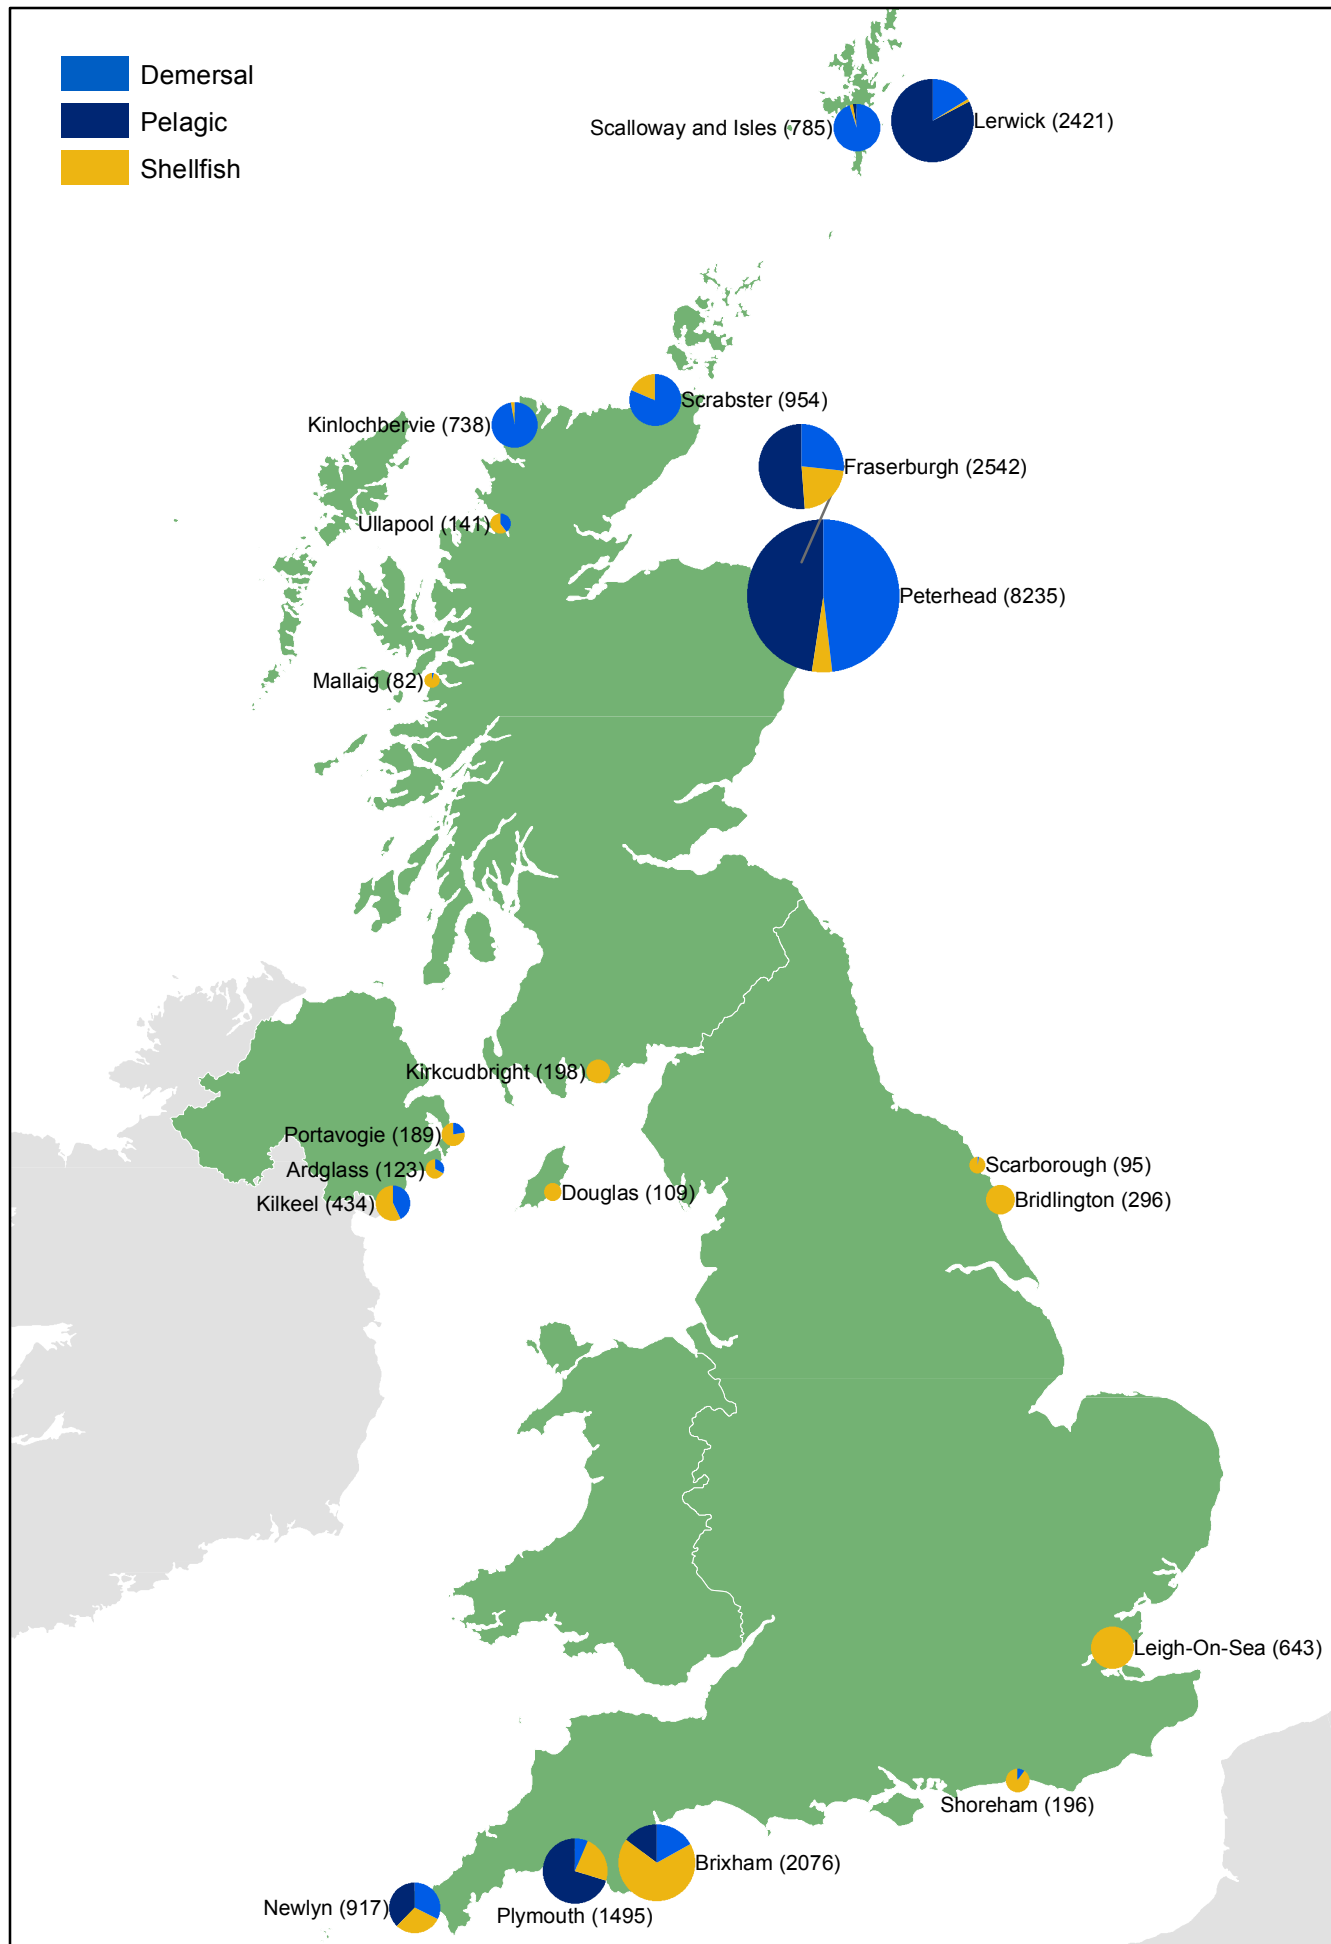 Demersal
Pelagic
Shellfish
Scalloway and Isles (785)
Lerwick (2421)
Scrabster (954)
Kinlochbervie (738)
Fraserburgh (2542)
Ullapool (141)
Peterhead (8235)
Mallaig (82)
Kirkcudbright (198)
Portavogie (189)
Ardglass (123)
Scarborough (95)
Kilkeel (434)
Douglas (109)
Bridlington (296)
Leigh-On-Sea (643)
Shoreham (196)
Brixham (2076)
Newlyn (917)
Plymouth (1495)